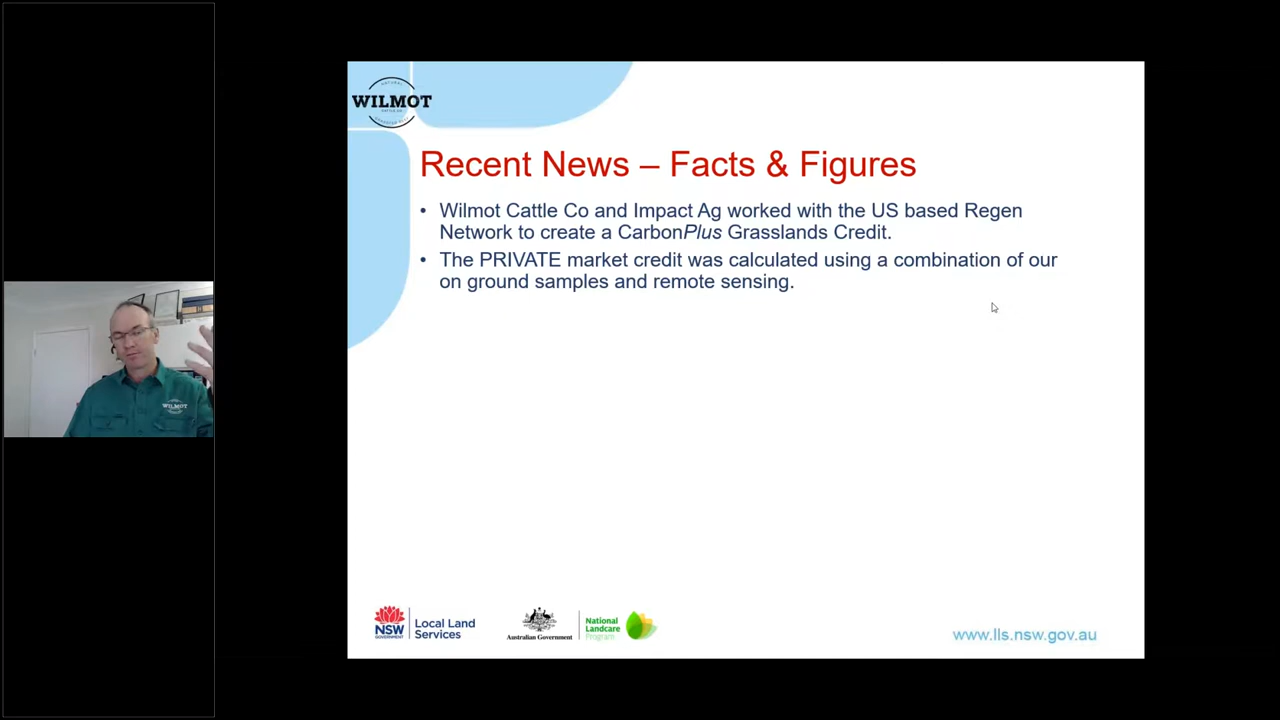 WILMOT
Recent News – Facts & Figures
• Wilmot Cattle Co and Impact Ag worked with the US based Regen
Network to create a CarbonPlus Grasslands Credit.
• The PRIVATE market credit was calculated using a combination of our
on ground samples and remote sensing.
WILMOT
NSW
GOVERNMENT
Local Land
Services
Australian Government
National
Landcare
Program
www.lls.nsw.gov.au